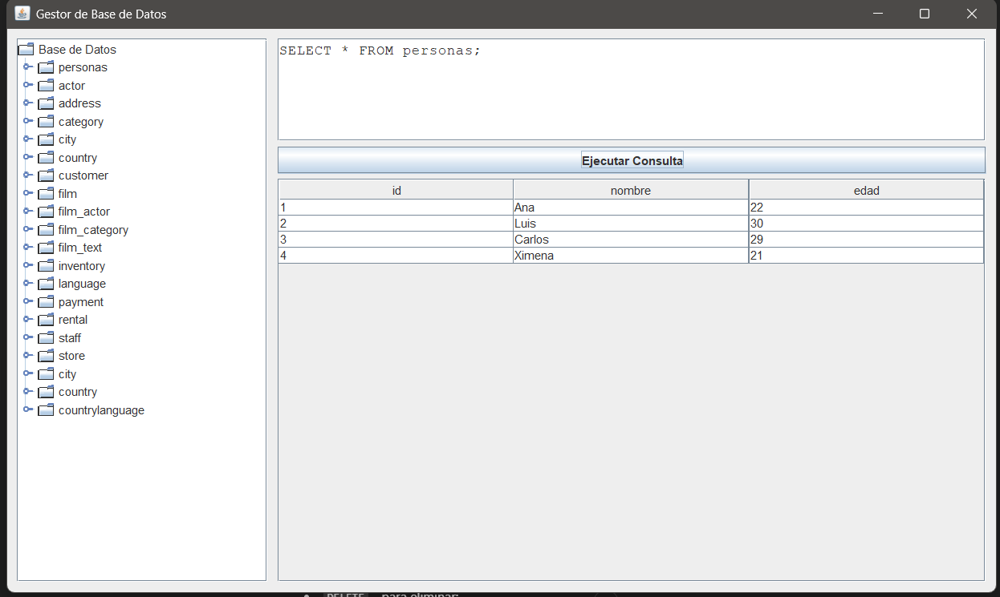 Gestor de Base de Datos
Base de Datos
personas
actor
address
category
city
country
customer
film
film_actor
film_category
film_text
inventory
language
payment
rental
staff
store
city
country
countrylanguage
SELECT * FROM personas;
Ejecutar Consulta
id nombre edad
1 Ana 22
2 Luis 30
3 Carlos 29
4 Ximena 21
DELETE para eliminar: